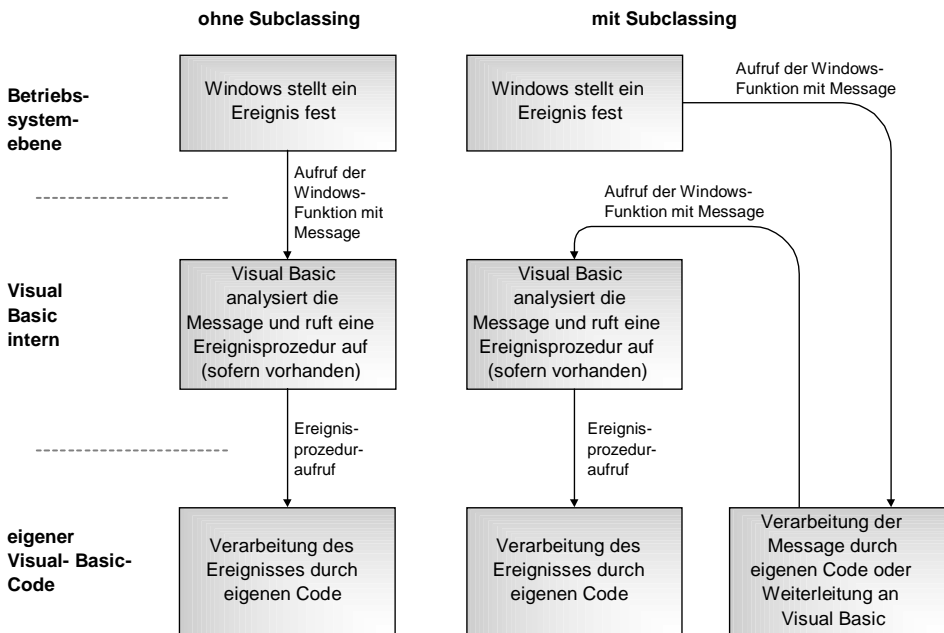 ohne Subclassing
mit Subclassing
Betriebs-
system-
ebene
Windows stellt ein
Ereignis fest
Windows stellt ein
Ereignis fest
Aufruf der Windows-
Funktion mit Message
Aufruf der
Windows-
Funktion mit
Message
Aufruf der Windows-
Funktion mit Message
Visual
Basic
intern
Visual Basic
analysiert die
Message und ruft eine
Ereignisprozedur auf
(sofern vorhanden)
Visual Basic
analysiert die
Message und ruft eine
Ereignisprozedur auf
(sofern vorhanden)
Ereignis-
prozedur-
aufruf
Ereignis-
prozedur-
aufruf
eigener
Visual- Basic-
Code
Verarbeitung des
Ereignisses durch
eigenen Code
Verarbeitung des
Ereignisses durch
eigenen Code
Verarbeitung der
Message durch
eigenen Code oder
Weiterleitung an
Visual Basic